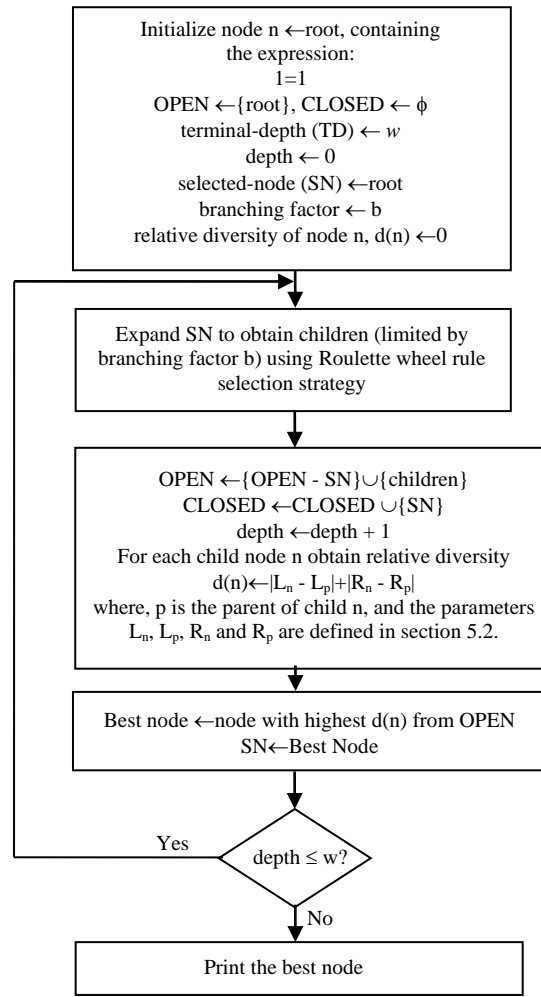 Initialize node n ←root, containing
the expression:
1=1
OPEN ←{root}, CLOSED ← ϕ
terminal-depth (TD) ← w
depth ← 0
selected-node (SN) ←root
branching factor ← b
relative diversity of node n, d(n) ←0
Expand SN to obtain children (limited by
branching factor b) using Roulette wheel rule
selection strategy
OPEN ←{OPEN - SN}∪{children}
CLOSED ←CLOSED ∪{SN}
depth ←depth + 1
For each child node n obtain relative diversity
d(n)←|Lₙ - Lₚ|+|Rₙ - Rₚ|
where, p is the parent of child n, and the parameters
Lₙ, Lₚ, Rₙ and Rₚ are defined in section 5.2.
Best node ←node with highest d(n) from OPEN
SN←Best Node
Yes
depth ≤ w?
No
Print the best node